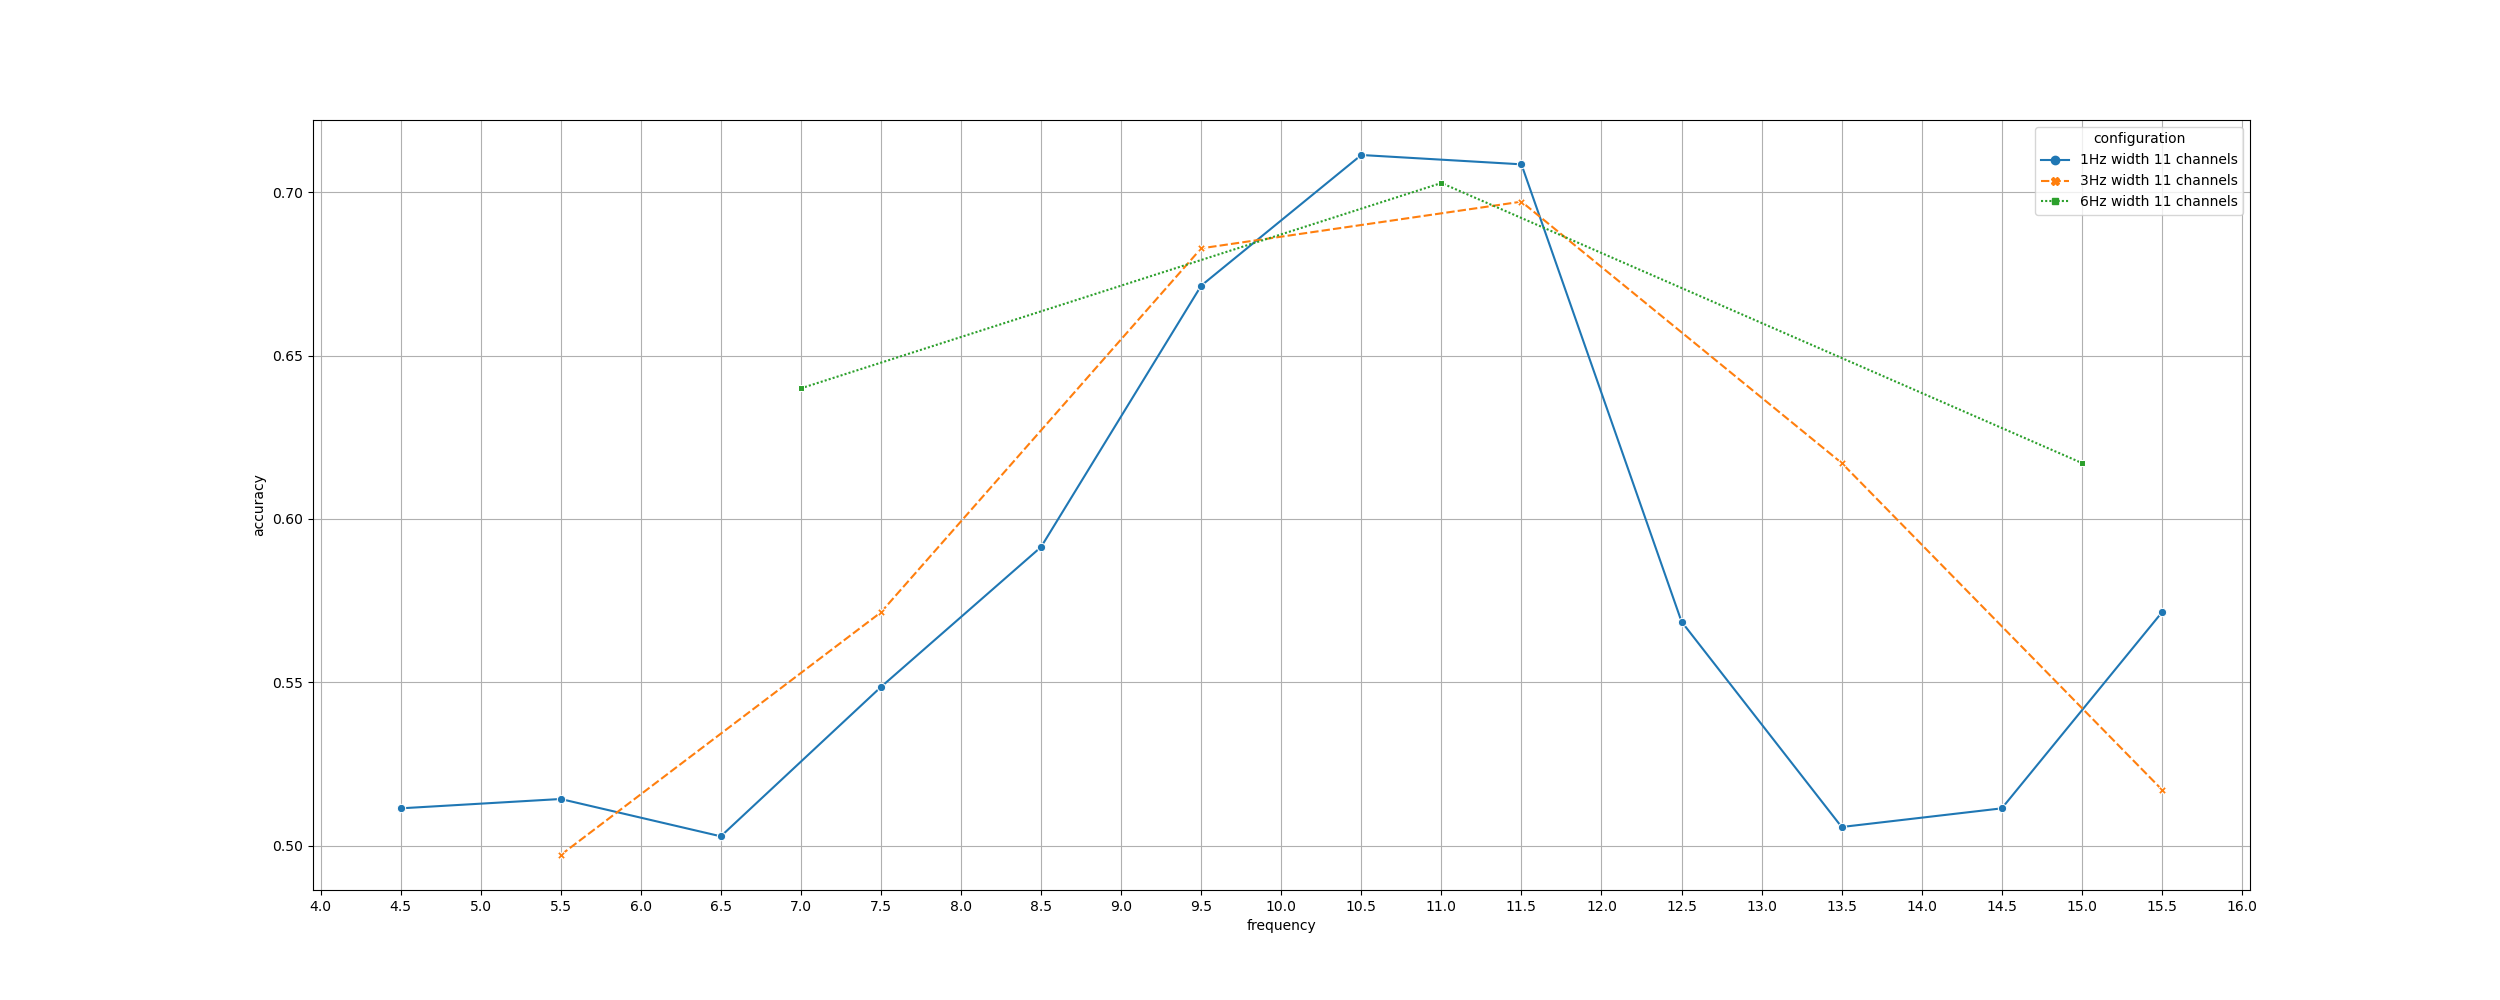 configuration
1Hz width 11 channels
3Hz width 11 channels
6Hz width 11 channels
0.70
0.65
0.60
0.55
0.50
accuracy
4.0 4.5 5.0 5.5 6.0 6.5 7.0 7.5 8.0 8.5 9.0 9.5 10.0 10.5 11.0 11.5 12.0 12.5 13.0 13.5 14.0 14.5 15.0 15.5 16.0
frequency